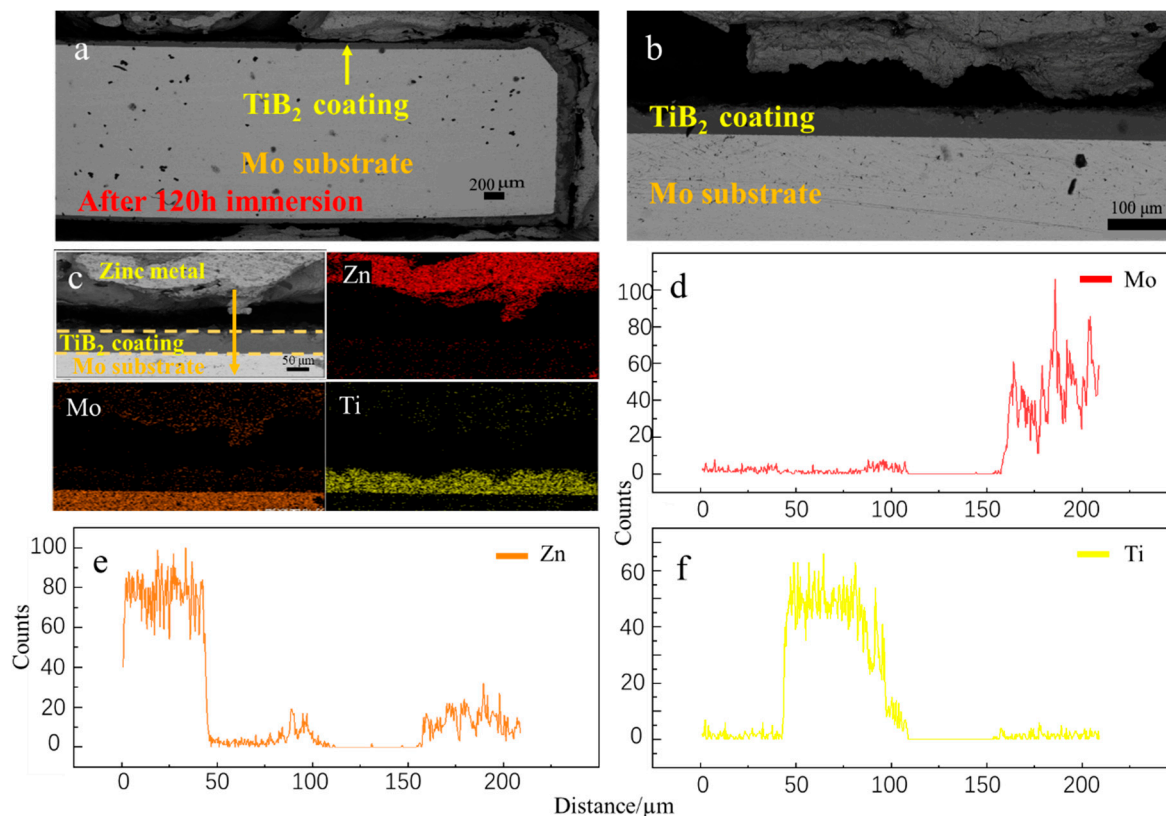 a
TiB₂ coating
Mo substrate
After 120h immersion
200 μm
b
TiB₂ coating
Mo substrate
100 μm
c
Zinc metal
TiB₂ coating
Mo substrate
50 μm
Zn
Mo
Ti
d
Mo
100
80
60
40
20
0
0 50 100 150 200
Counts
e
Zn
100
80
60
40
20
0
0 50 100 150 200
Counts
f
Ti
60
40
20
0
0 50 100 150 200
Distance/μm